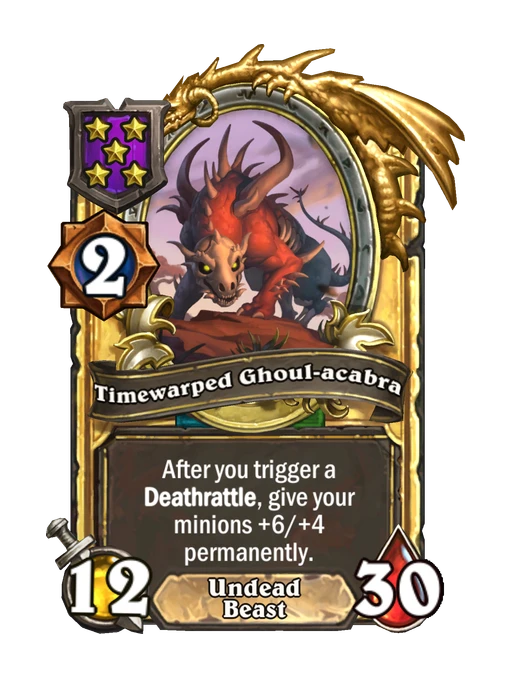 2
Timewarped Ghoul-acabra
After you trigger a
Deathrattle, give your
minions +6/+4
permanently.
12
Undead
Beast
30